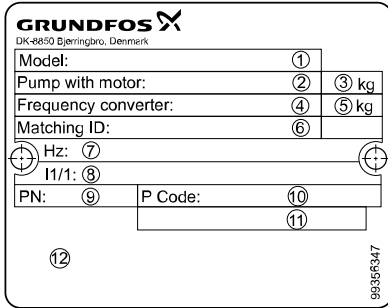 GRUNDFOS
DK-8850 Bjerringbro, Denmark
Model: 1
Pump with motor: 2 3 kg
Frequency converter: 4 5 kg
Matching ID: 6
Hz: 7
I1/1: 8
PN: 9 P Code: 10
11
12
99356347